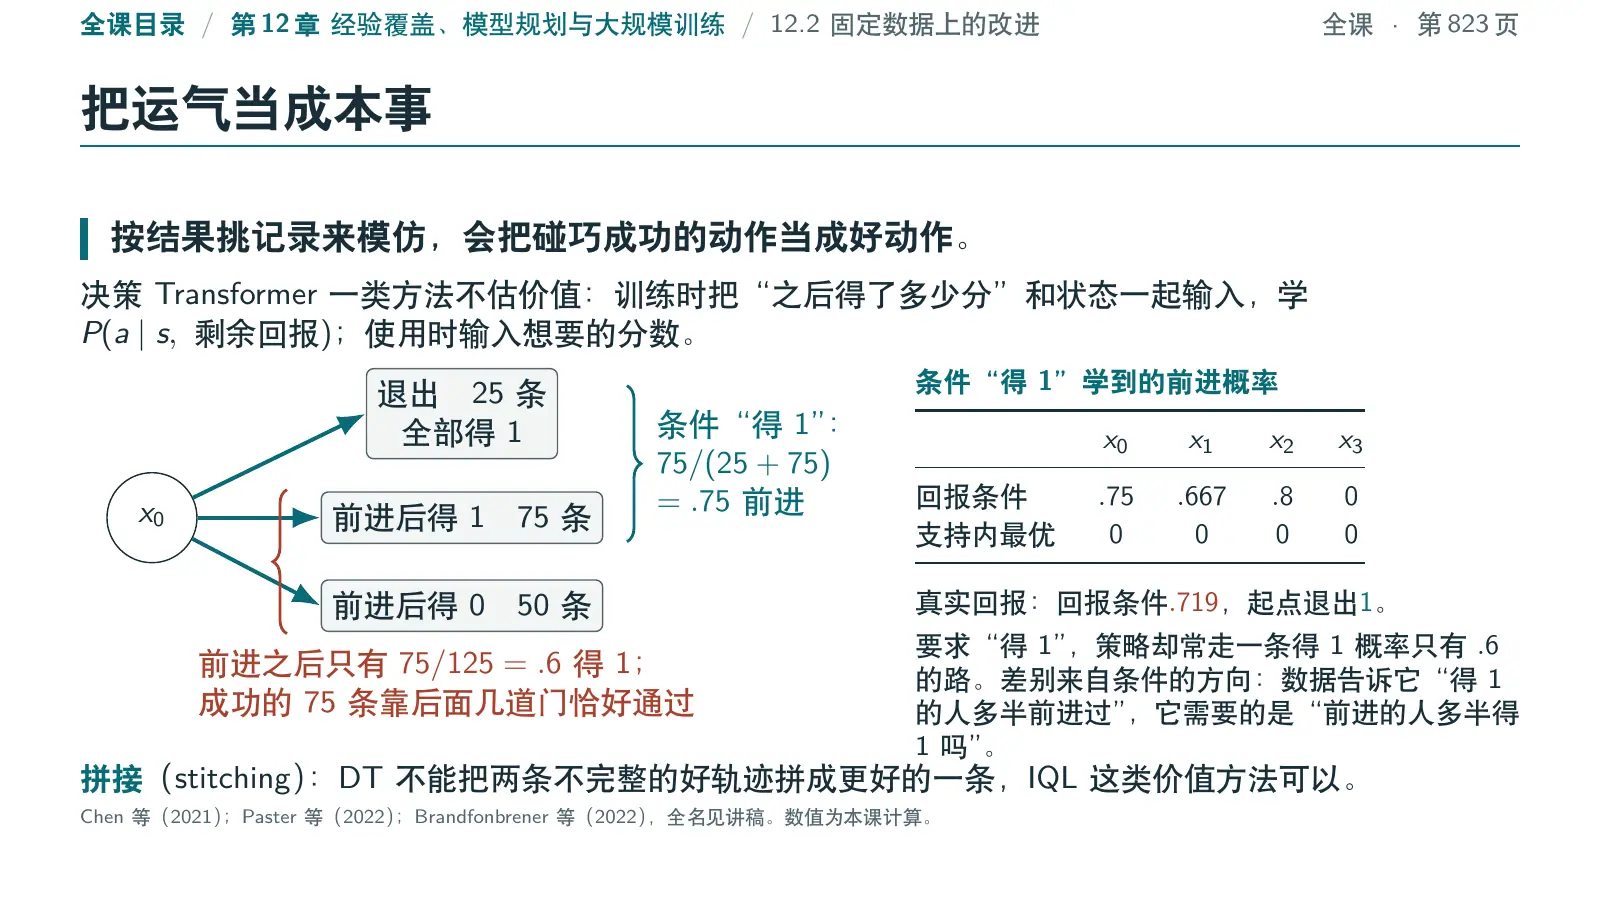 全课目录 / 第 12 章 经验覆盖、模型规划与大规模训练 / 12.2 固定数据上的改进
全课 · 第 823 页
把运气当成本事
按结果挑记录来模仿，会把碰巧成功的动作当成好动作。
决策 Transformer 一类方法不估价值：训练时把“之后得了多少分”和状态一起输入，学
P(a | s, 剩余回报)；使用时输入想要的分数。
退出 25 条
全部得 1
x0
前进后得 1 75 条
前进后得 0 50 条
条件“得 1”：
75/(25 + 75)
= .75 前进
前进之后只有 75/125 = .6 得 1；
成功的 75 条靠后面几道门恰好通过
条件“得 1”学到的前进概率
x0 x1 x2 x3
回报条件 .75 .667 .8 0
支持内最优 0 0 0 0
真实回报：回报条件.719，起点退出1。
要求“得 1”，策略却常走一条得 1 概率只有 .6
的路。差别来自条件的方向：数据告诉它“得 1
的人多半前进过”，它需要的是“前进的人多半得
1 吗”。
拼接（stitching）：DT 不能把两条不完整的好轨迹拼成更好的一条，IQL 这类价值方法可以。
Chen 等（2021）；Paster 等（2022）；Brandfonbrener 等（2022），全名见讲稿。数值为本课计算。